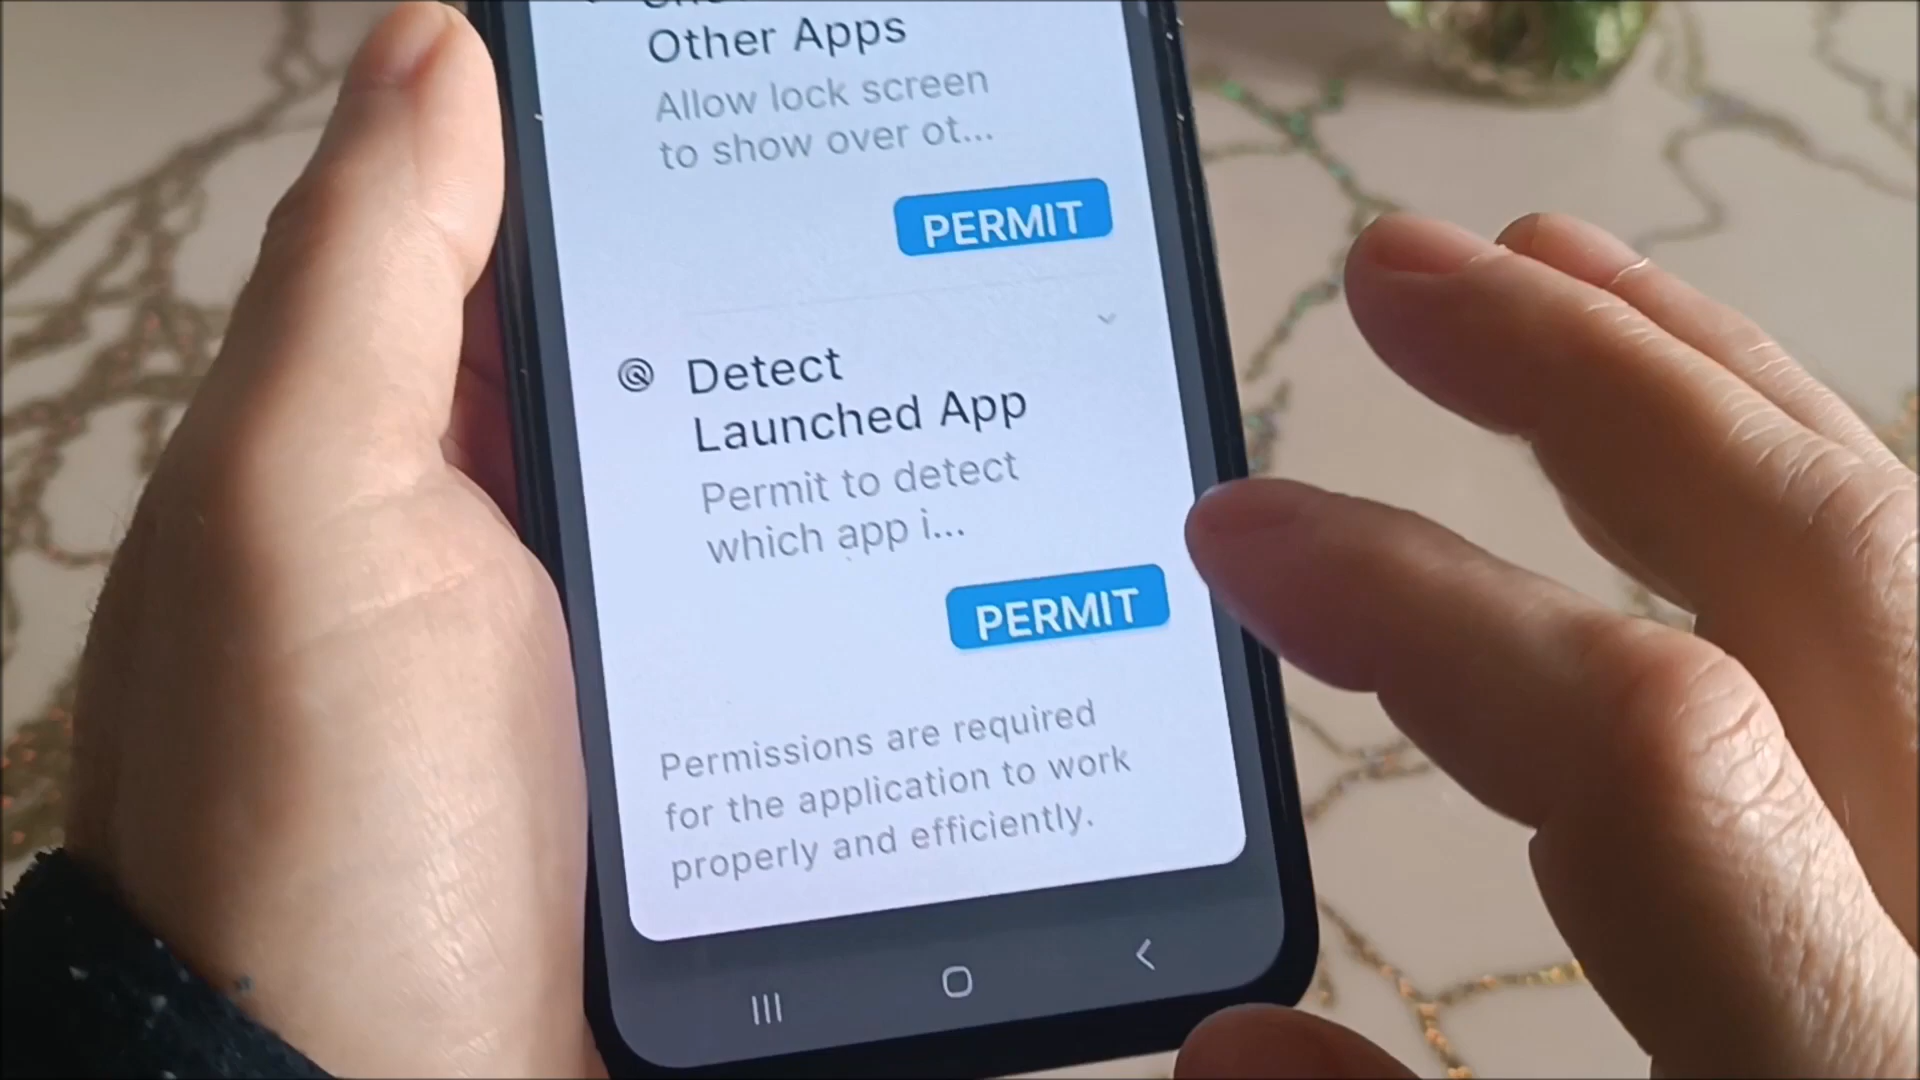 Other Apps
Allow lock screen
to show over ot...
PERMIT
Detect
Launched App
Permit to detect
which app i...
PERMIT
Permissions are required
for the application to work
properly and efficiently.